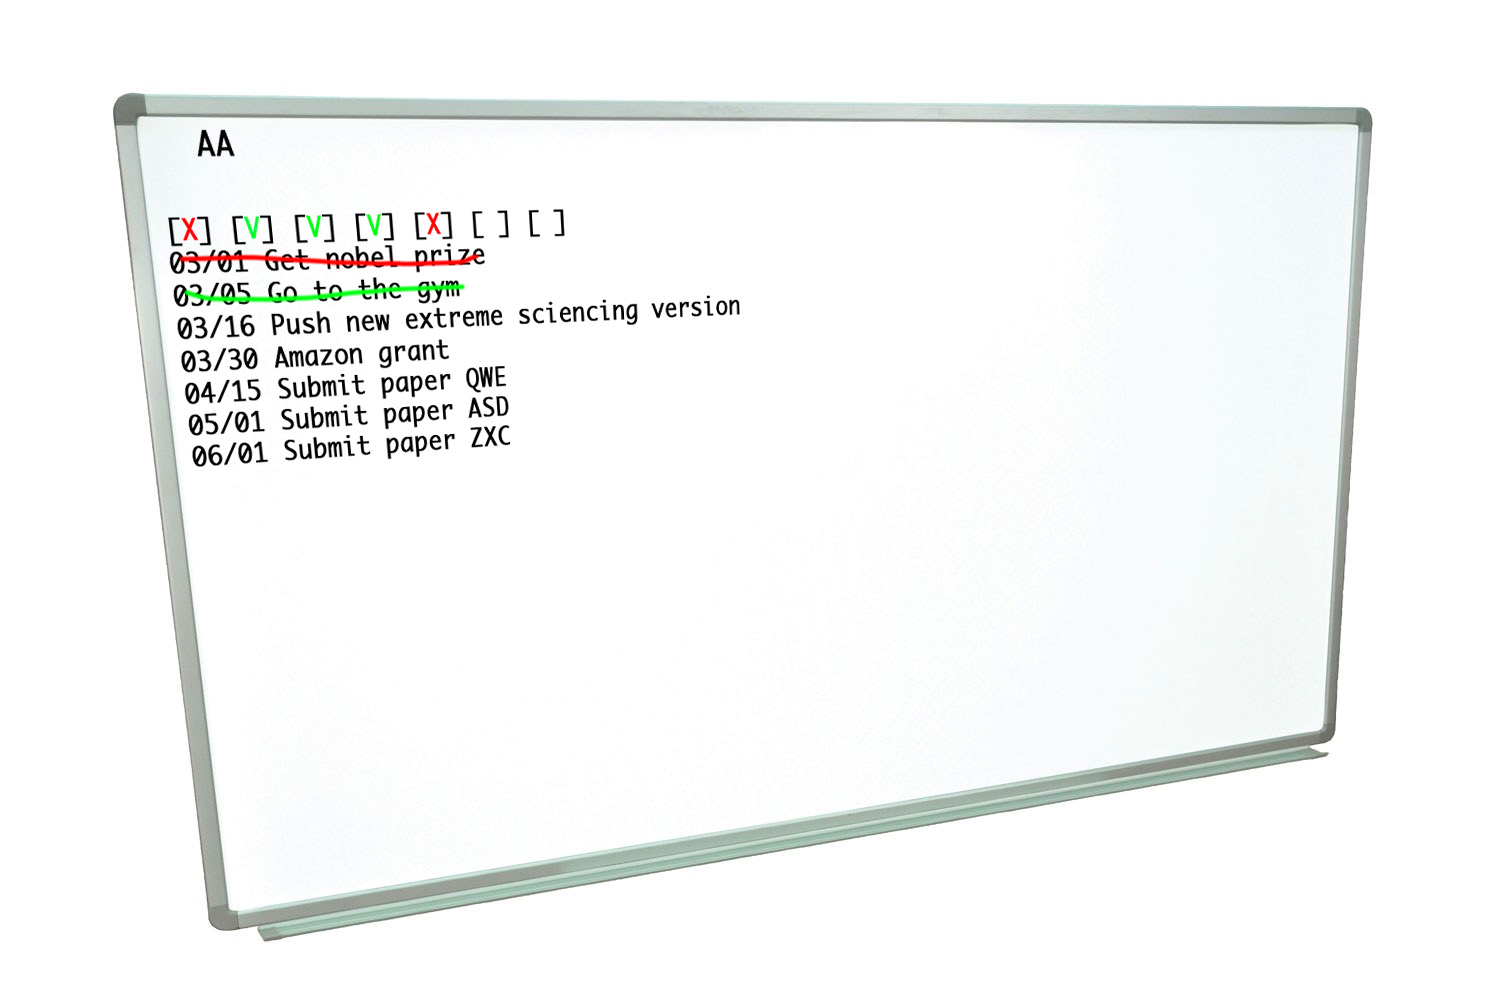 AA
[X] [V] [V] [V] [X] [ ] [ ]
03/01 Get nobel prize
03/05 Go to the gym
03/16 Push new extreme sciencing version
03/30 Amazon grant
04/15 Submit paper QWE
05/01 Submit paper ASD
06/01 Submit paper ZXC